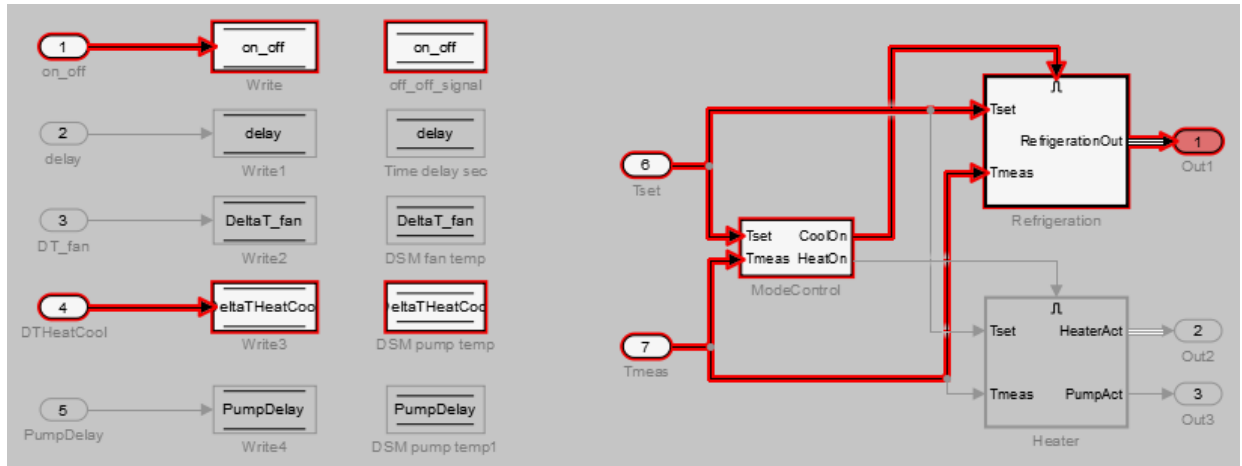 1
on_off
on_off
Write
on_off
off_off_signal
2
delay
delay
Write1
delay
Time delay sec
3
DT_fan
DeltaT_fan
Write2
DeltaT_fan
DSM fan temp
4
DTHeatCool
eltaTHeatCoo
Write3
eltaTHeatCoo
DSM pump temp
5
PumpDelay
PumpDelay
Write4
PumpDelay
DSM pump temp1
6
Tset
7
Tmeas
Tset CoolOn
Tmeas HeatOn
ModeControl
Tset
RefrigerationOut
Tmeas
Refrigeration
1
Out1
Tset HeaterAct
Tmeas PumpAct
Heater
2
Out2
3
Out3